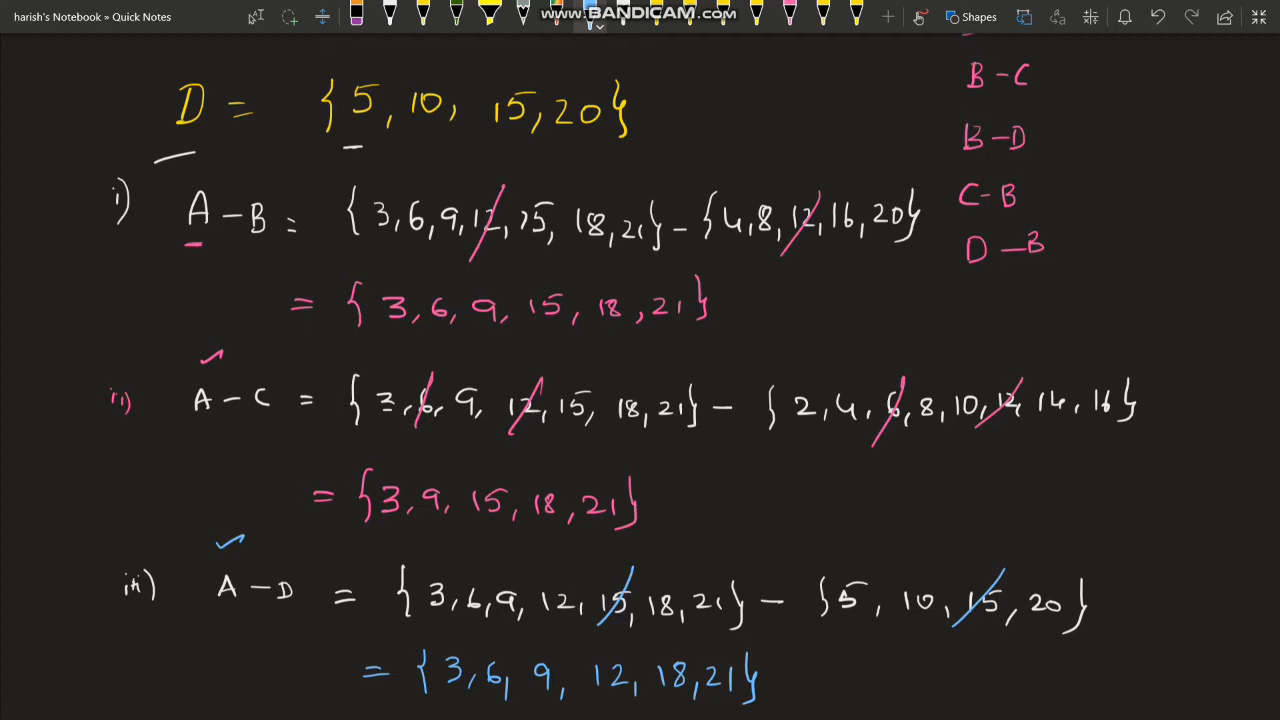 harish's Notebook » Quick Notes
WWW.BANDICAM.COM
Shapes
B - C
D = {5, 10, 15, 20}
B - D
C - B
i) A - B = {3, 6, 9, 12, 15, 18, 21} - {4, 8, 12, 16, 20}
D - B
= {3, 6, 9, 15, 18, 21}
ii) A - C = {3, 6, 9, 12, 15, 18, 21} - {2, 4, 6, 8, 10, 12, 14, 16}
= {3, 9, 15, 18, 21}
iii) A - D = {3, 6, 9, 12, 15, 18, 21} - {5, 10, 15, 20}
= {3, 6, 9, 12, 18, 21}